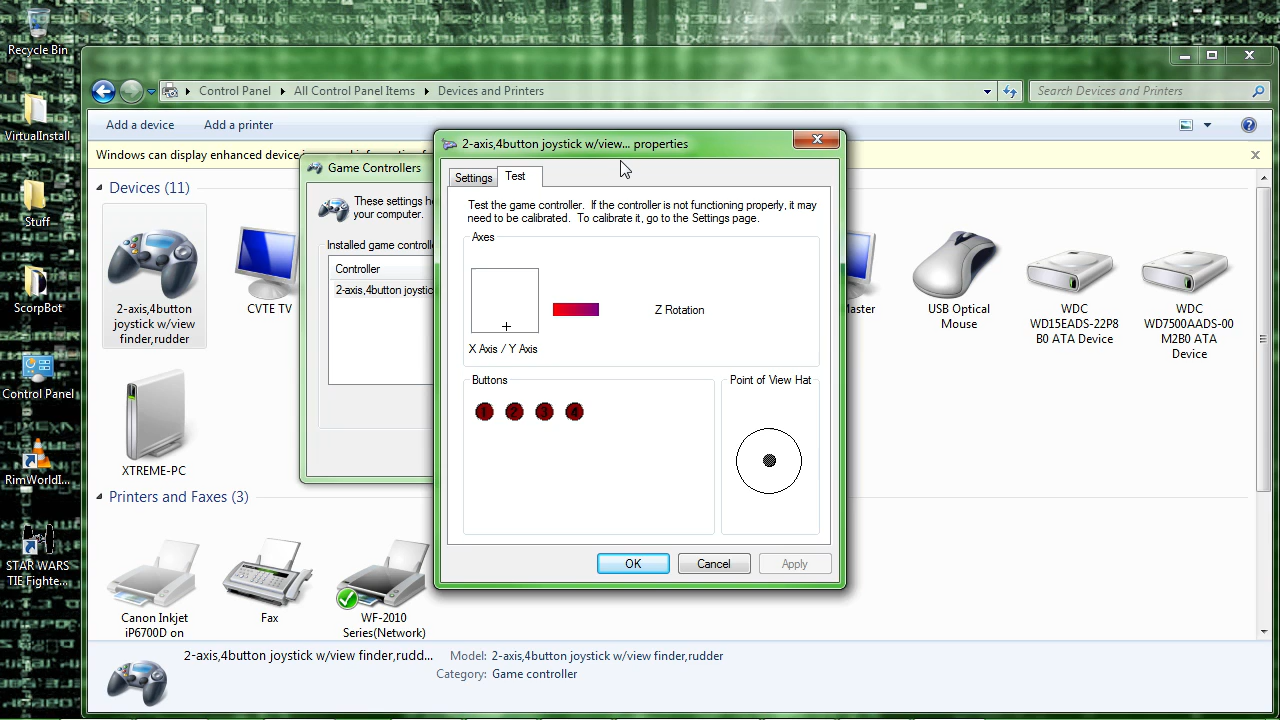 Recycle Bin
VirtualInstall
Stuff
ScorpBot
Control Panel
RimWorldI...
STAR WARS
TIE Fighte...
Control Panel
All Control Panel Items
Devices and Printers
Search Devices and Printers
Add a device
Add a printer
Windows can display enhanced device
Devices (11)
2-axis,4button
joystick w/view
finder,rudder
CVTE TV
USB Optical
Mouse
WDC
WD15EADS-22P8
B0 ATA Device
WDC
WD7500AADS-00
M2B0 ATA
Device
XTREME-PC
Printers and Faxes (3)
Canon Inkjet
iP6700D on
Fax
WF-2010
Series(Network)
2-axis,4button joystick w/view finder,rudd...
Model: 2-axis,4button joystick w/view finder,rudder
Category: Game controller
Game Controllers
These settings he
your computer.
Installed game controlle
Controller
2-axis,4button joystic
2-axis,4button joystick w/view... properties
Settings
Test
Test the game controller. If the controller is not functioning properly, it may
need to be calibrated. To calibrate it, go to the Settings page.
Axes
Z Rotation
X Axis / Y Axis
Buttons
1 2 3 4
Point of View Hat
OK
Cancel
Apply